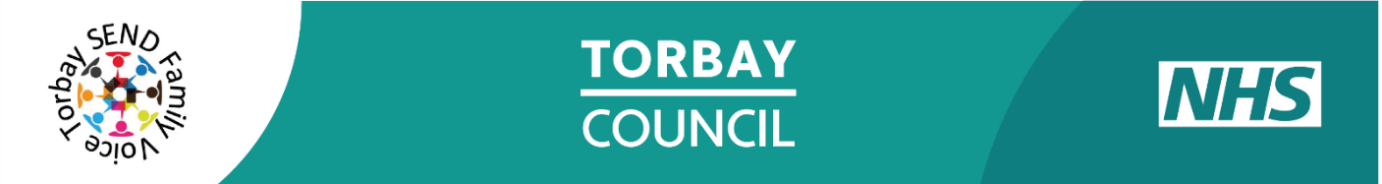 Torbay SEND Family Voice
TORBAY
COUNCIL
NHS